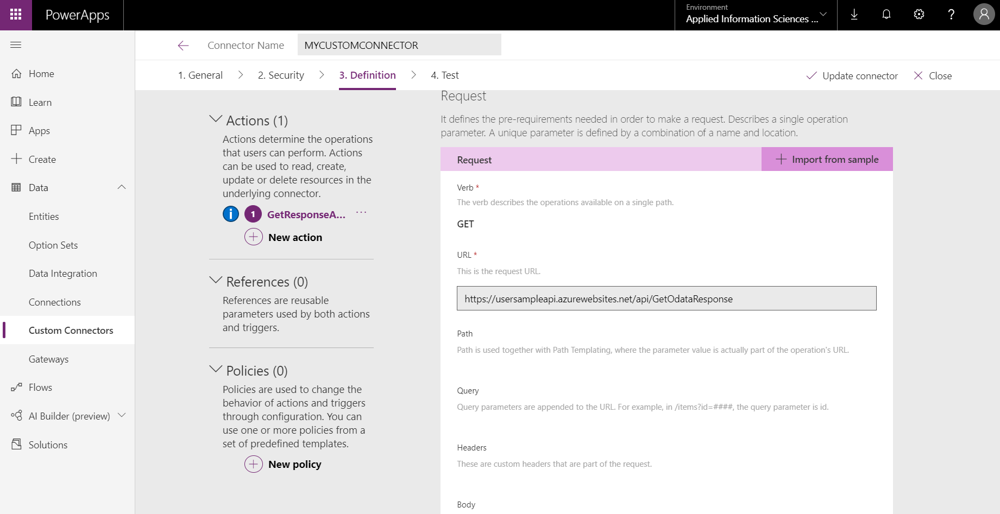 PowerApps
Environment
Applied Information Sciences ...
?
Connector Name
MYCUSTOMCONNECTOR
1. General
2. Security
3. Definition
4. Test
Update connector
Close
Home
Learn
Apps
Create
Data
Entities
Option Sets
Data Integration
Connections
Custom Connectors
Gateways
Flows
AI Builder (preview)
Solutions
Actions (1)
Actions determine the operations
that users can perform. Actions
can be used to read, create,
update or delete resources in the
underlying connector.
i
1
GetResponseA...
...
New action
References (0)
References are reusable
parameters used by both actions
and triggers.
Policies (0)
Policies are used to change the
behavior of actions and triggers
through configuration. You can
use one or more policies from a
set of predefined templates.
New policy
Request
It defines the pre-requirements needed in order to make a request. Describes a single operation
parameter. A unique parameter is defined by a combination of a name and location.
Request
Import from sample
Verb *
The verb describes the operations available on a single path.
GET
URL *
This is the request URL.
https://usersampleapi.azurewebsites.net/api/GetOdataResponse
Path
Path is used together with Path Templating, where the parameter value is actually part of the operation's URL.
Query
Query parameters are appended to the URL. For example, in /items?id=####, the query parameter is id.
Headers
These are custom headers that are part of the request.
Body